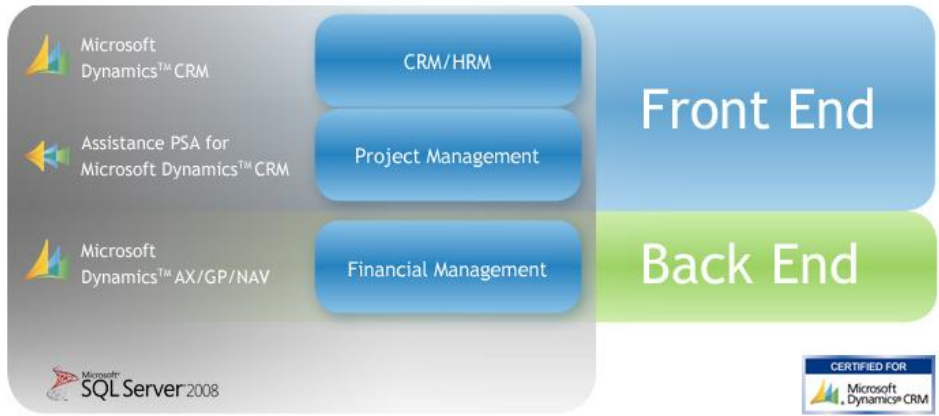 Microsoft
Dynamics™ CRM
CRM/HRM
Front End
Assistance PSA for
Microsoft Dynamics™ CRM
Project Management
Microsoft
Dynamics™ AX/GP/NAV
Financial Management
Back End
Microsoft®
SQL Server 2008
CERTIFIED FOR
Microsoft
Dynamics® CRM